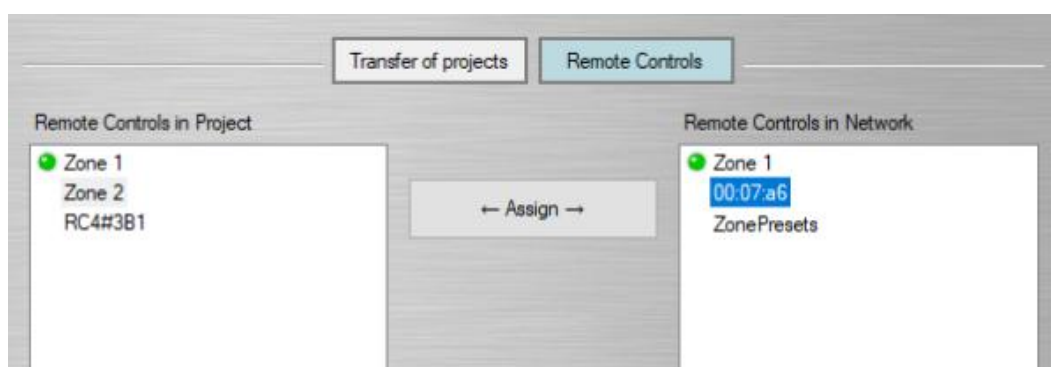 Transfer of projects
Remote Controls
Remote Controls in Project
Zone 1
Zone 2
RC4#3B1
← Assign →
Remote Controls in Network
Zone 1
00:07:a6
ZonePresets